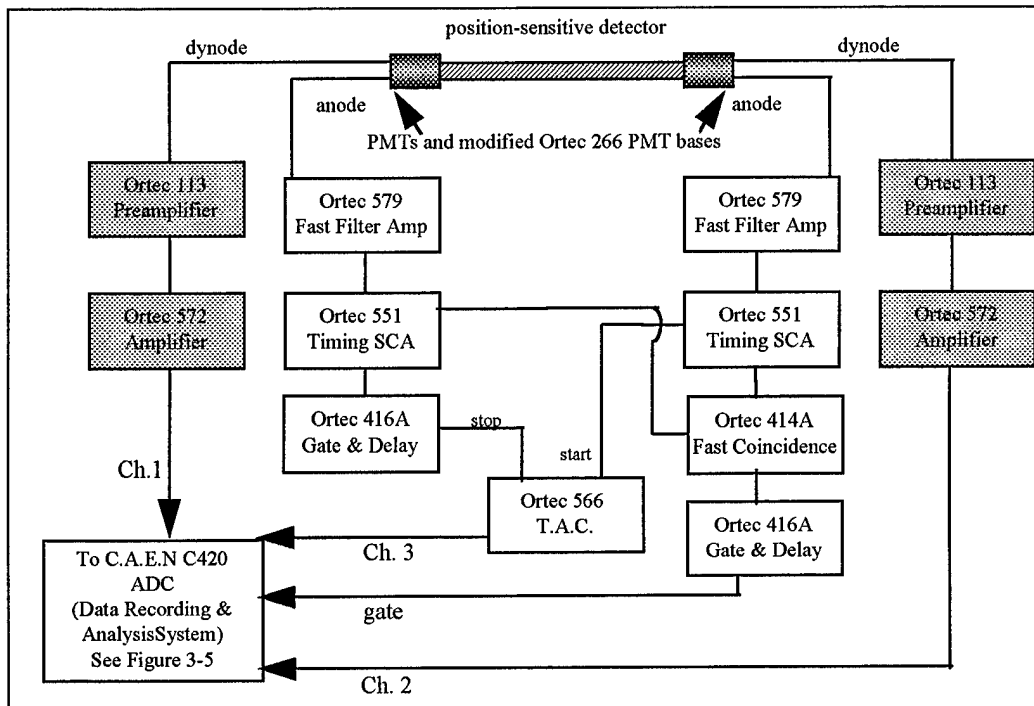 position-sensitive detector
dynode
dynode
anode
anode
PMTs and modified Ortec 266 PMT bases
Ortec 113
Preamplifier
Ortec 579
Fast Filter Amp
Ortec 579
Fast Filter Amp
Ortec 113
Preamplifier
Ortec 572
Amplifier
Ortec 551
Timing SCA
Ortec 551
Timing SCA
Ortec 572
Amplifier
Ortec 416A
Gate & Delay
stop
start
Ortec 414A
Fast Coincidence
Ch.1
Ortec 566
T.A.C.
Ortec 416A
Gate & Delay
Ch. 3
To C.A.E.N C420
ADC
(Data Recording &
AnalysisSystem)
See Figure 3-5
gate
Ch. 2